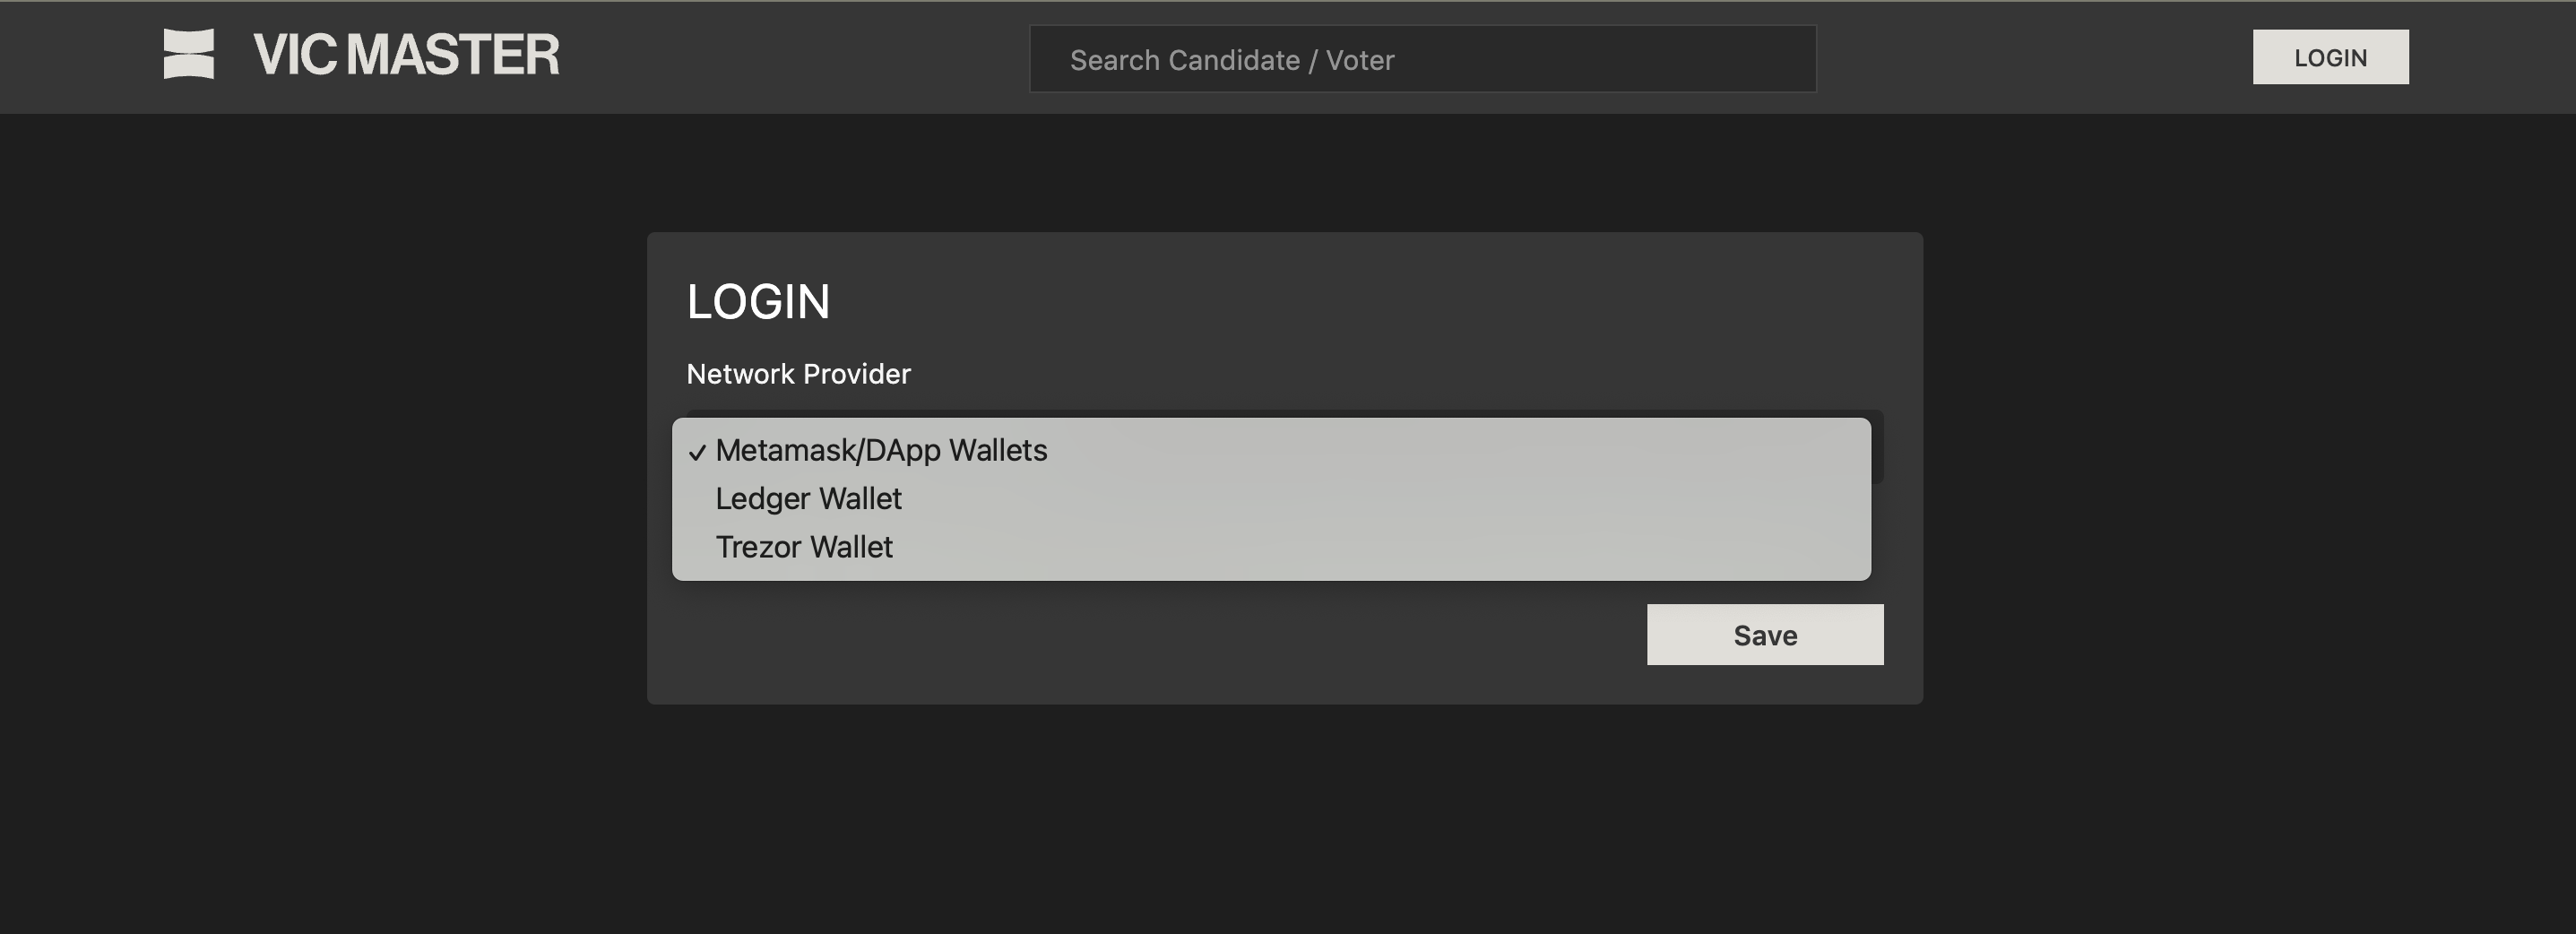 VIC MASTER
Search Candidate / Voter
LOGIN
LOGIN
Network Provider
✓ Metamask/DApp Wallets
Ledger Wallet
Trezor Wallet
Save